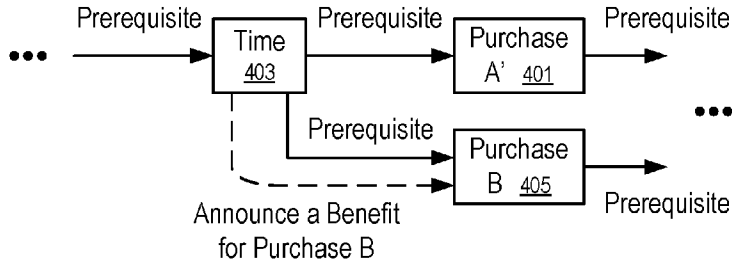 Prerequisite
Time
403
Prerequisite
Purchase
A' 401
Prerequisite
Prerequisite
Purchase
B 405
Prerequisite
Announce a Benefit
for Purchase B